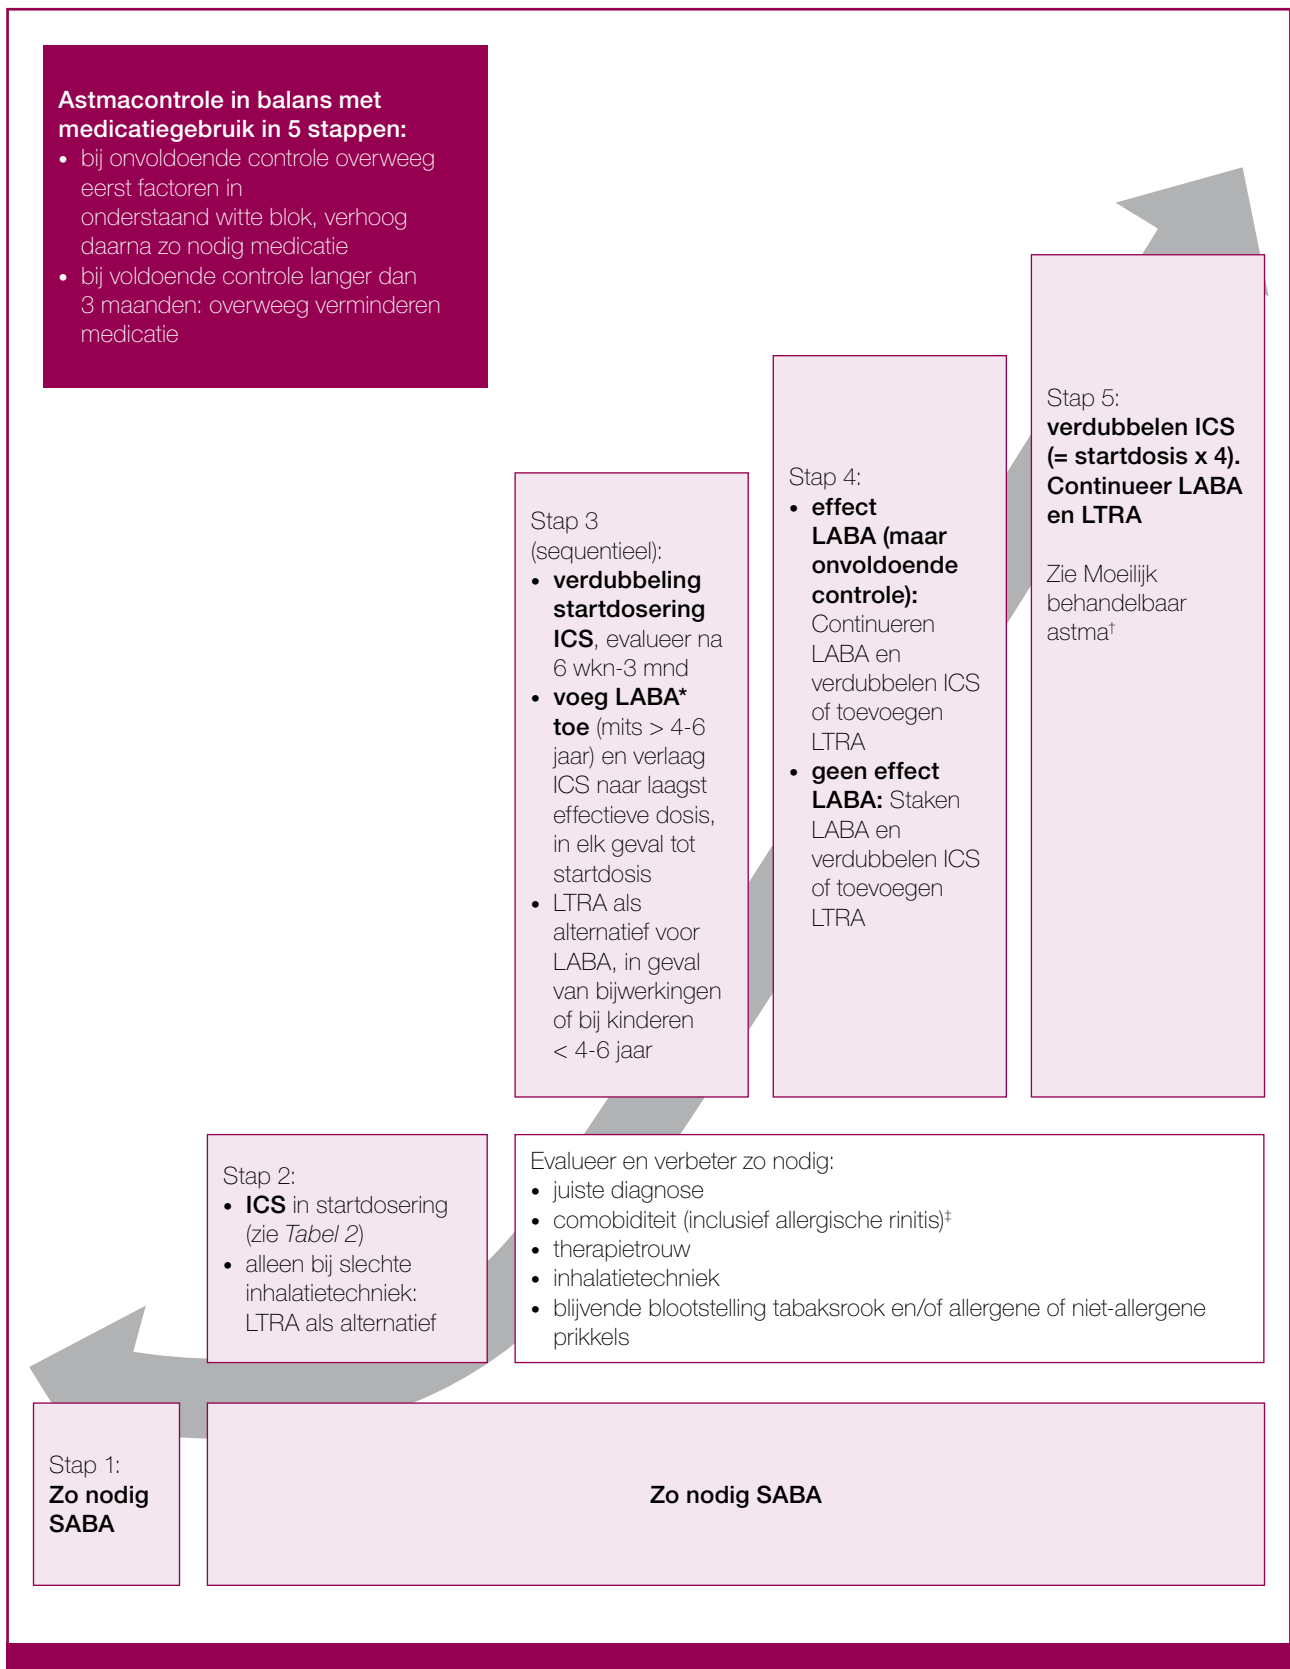 Astmacontrole in balans met
medicatiegebruik in 5 stappen:
• bij onvoldoende controle overweeg
eerst factoren in
onderstaand witte blok, verhoog
daarna zo nodig medicatie
• bij voldoende controle langer dan
3 maanden: overweeg verminderen
medicatie
Stap 5:
verdubbelen ICS
(= startdosis x 4).
Continueer LABA
en LTRA
Zie Moeilijk
behandelbaar
astma†
Stap 4:
• effect
LABA (maar
onvoldoende
controle):
Continueren
LABA en
verdubbelen ICS
of toevoegen
LTRA
• geen effect
LABA: Staken
LABA en
verdubbelen ICS
of toevoegen
LTRA
Stap 3
(sequentieel):
• verdubbeling
startdosering
ICS, evalueer na
6 wkn-3 mnd
• voeg LABA*
toe (mits > 4-6
jaar) en verlaag
ICS naar laagst
effectieve dosis,
in elk geval tot
startdosis
• LTRA als
alternatief voor
LABA, in geval
van bijwerkingen
of bij kinderen
< 4-6 jaar
Stap 2:
• ICS in startdosering
(zie Tabel 2)
• alleen bij slechte
inhalatietechniek:
LTRA als alternatief
Evalueer en verbeter zo nodig:
• juiste diagnose
• comobiditeit (inclusief allergische rinitis)‡
• therapietrouw
• inhalatietechniek
• blijvende blootstelling tabaksrook en/of allergene of niet-allergene
prikkels
Stap 1:
Zo nodig
SABA
Zo nodig SABA